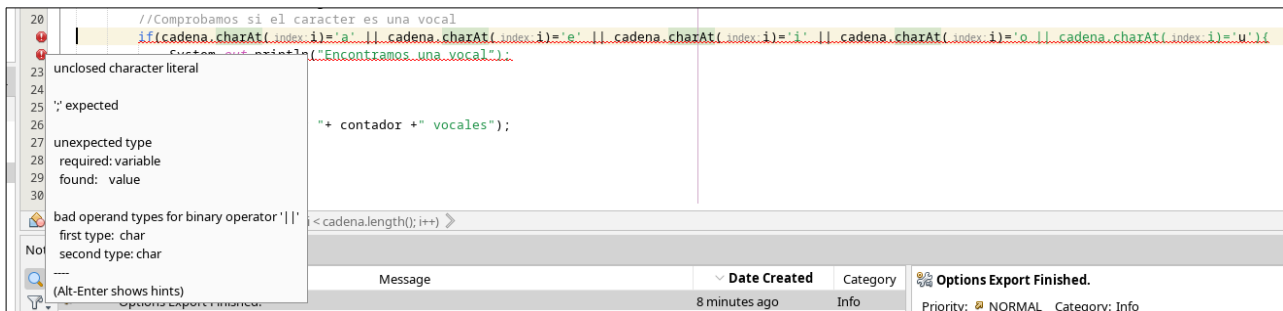 20 //Comprobamos si el caracter es una vocal
if(cadena.charAt( index: i)='a' || cadena.charAt( index: i)='e' || cadena.charAt( index: i)='i' || cadena.charAt( index: i)='o || cadena.charAt( index: i)='u'){
System.out.println("Encontramos una vocal");
23
24
25
26 "+ contador +" vocales");
27
28
29
30
unclosed character literal
';' expected
unexpected type
required: variable
found: value
bad operand types for binary operator '||'
first type: char
second type: char
----
(Alt-Enter shows hints)
i < cadena.length(); i++)
Not
Message Date Created Category
Options Export Finished. 8 minutes ago Info
Options Export Finished.
Priority: NORMAL Category: Info